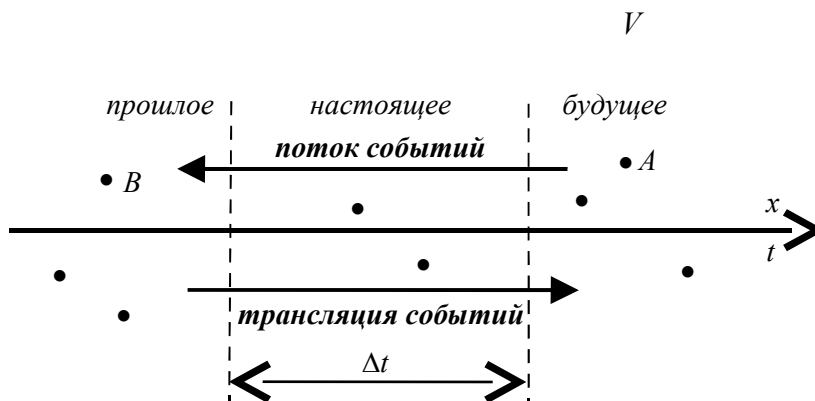 V
прошлое настоящее будущее
поток событий
A
B
x
t
трансляция событий
Δt